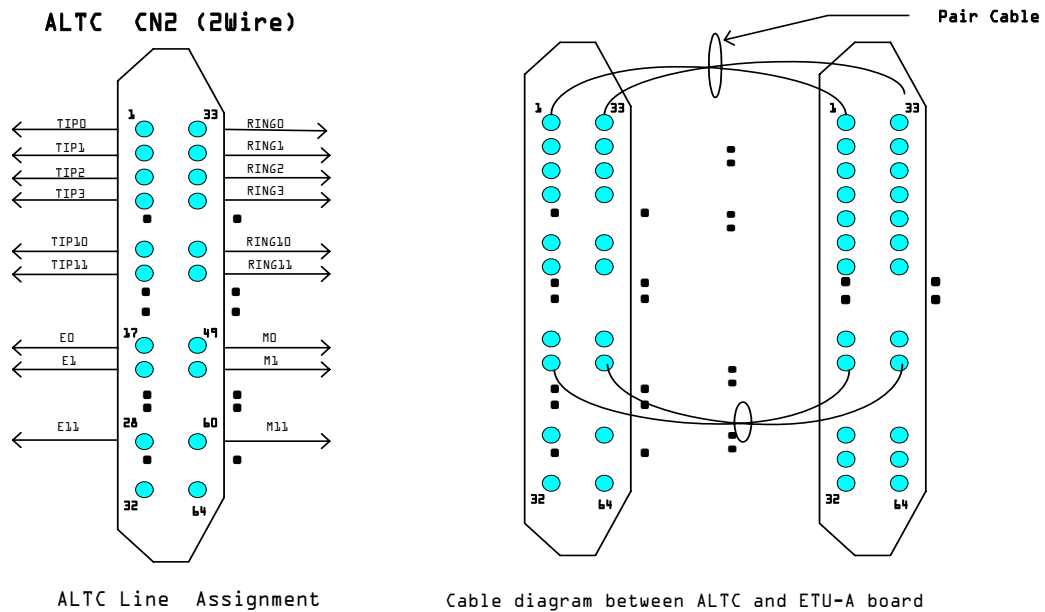 ALTC CN2 (2Wire)
Pair Cable
1 33
TIP0 RING0
TIP1 RING1
TIP2 RING2
TIP3 RING3
TIP10 RING10
TIP11 RING11
17 49
E0 M0
E1 M1
28 60
E11 M11
32 64
1 33
32 64
1 33
32 64
ALTC Line Assignment
Cable diagram between ALTC and ETU-A board